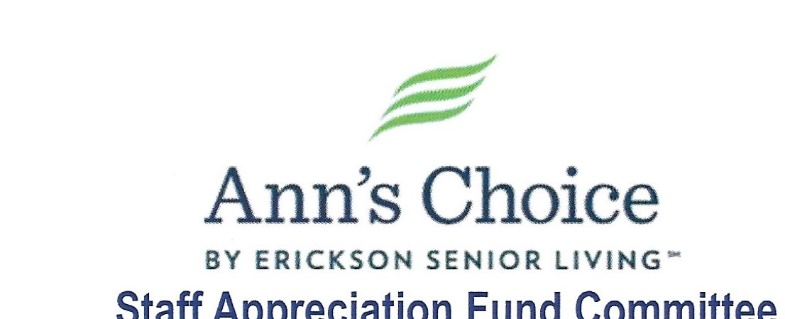 Ann's Choice
BY ERICKSON SENIOR LIVING℠
Staff Appreciation Fund Committee